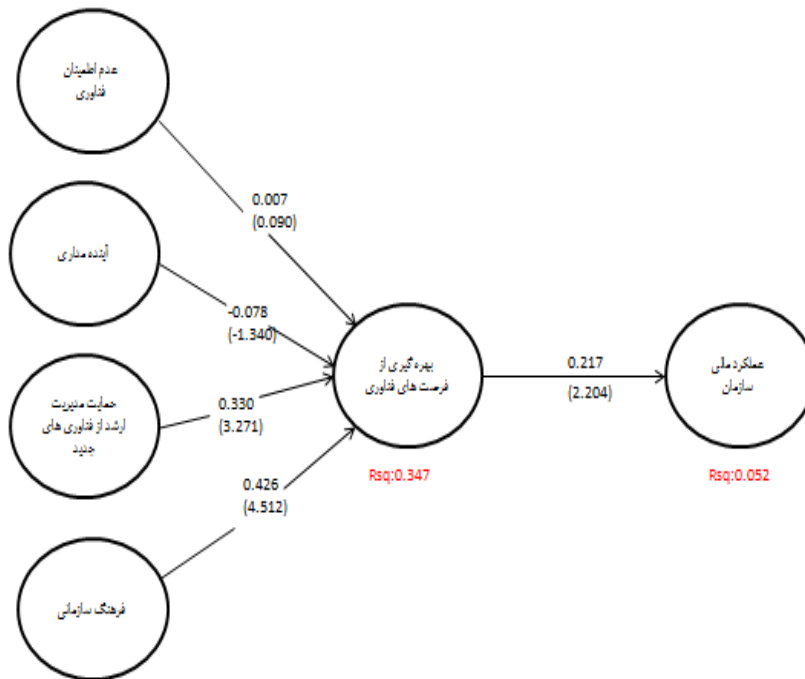 عدم اطمینان
فناوری
0.007
(0.090)
آینده مداری
-0.078
(-1.340)
حمایت مدیریت
ارشد از فناوری های
جدید
0.330
(3.271)
فرهنگ سازمانی
0.426
(4.512)
بهره گیری از
فرصت های فناوری
Rsq:0.347
0.217
(2.204)
عملکرد مالی
سازمان
Rsq:0.052